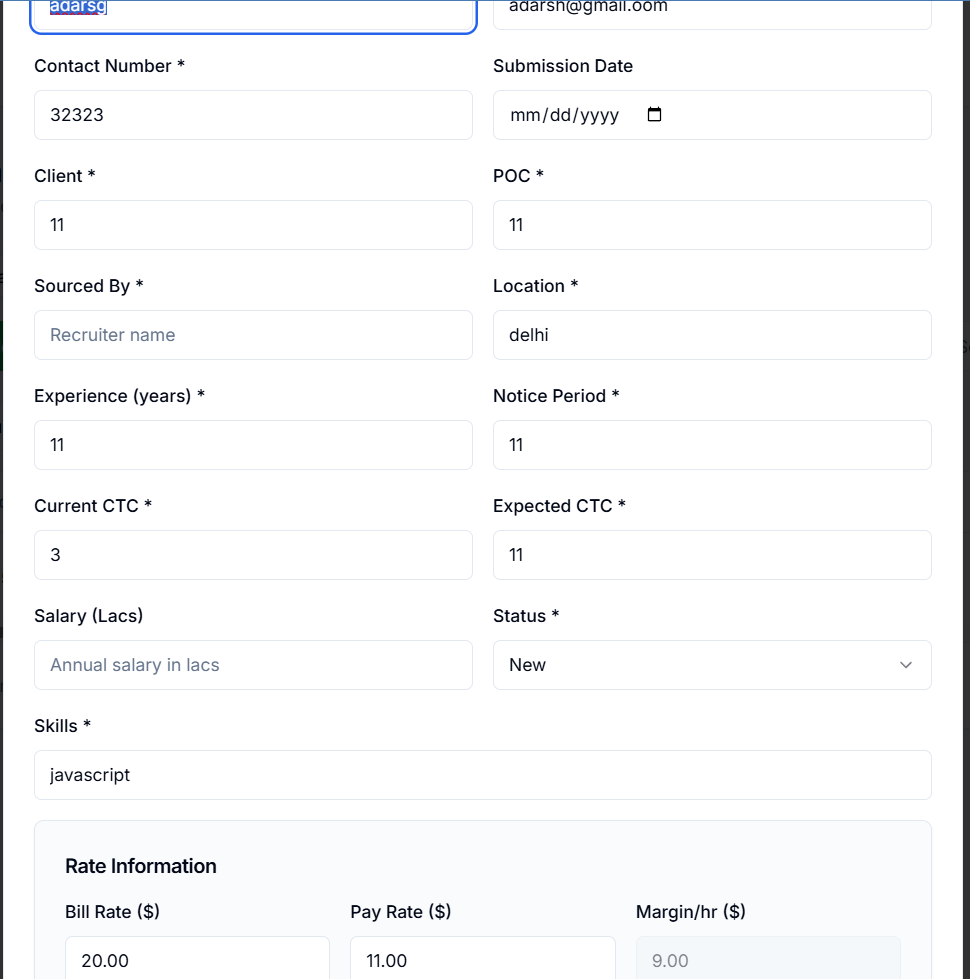 adarsg adarsh@gmail.com
Contact Number * Submission Date
32323 mm/dd/yyyy
Client * POC *
11 11
Sourced By * Location *
Recruiter name delhi
Experience (years) * Notice Period *
11 11
Current CTC * Expected CTC *
3 11
Salary (Lacs) Status *
Annual salary in lacs New
Skills *
javascript
Rate Information
Bill Rate ($) Pay Rate ($) Margin/hr ($)
20.00 11.00 9.00